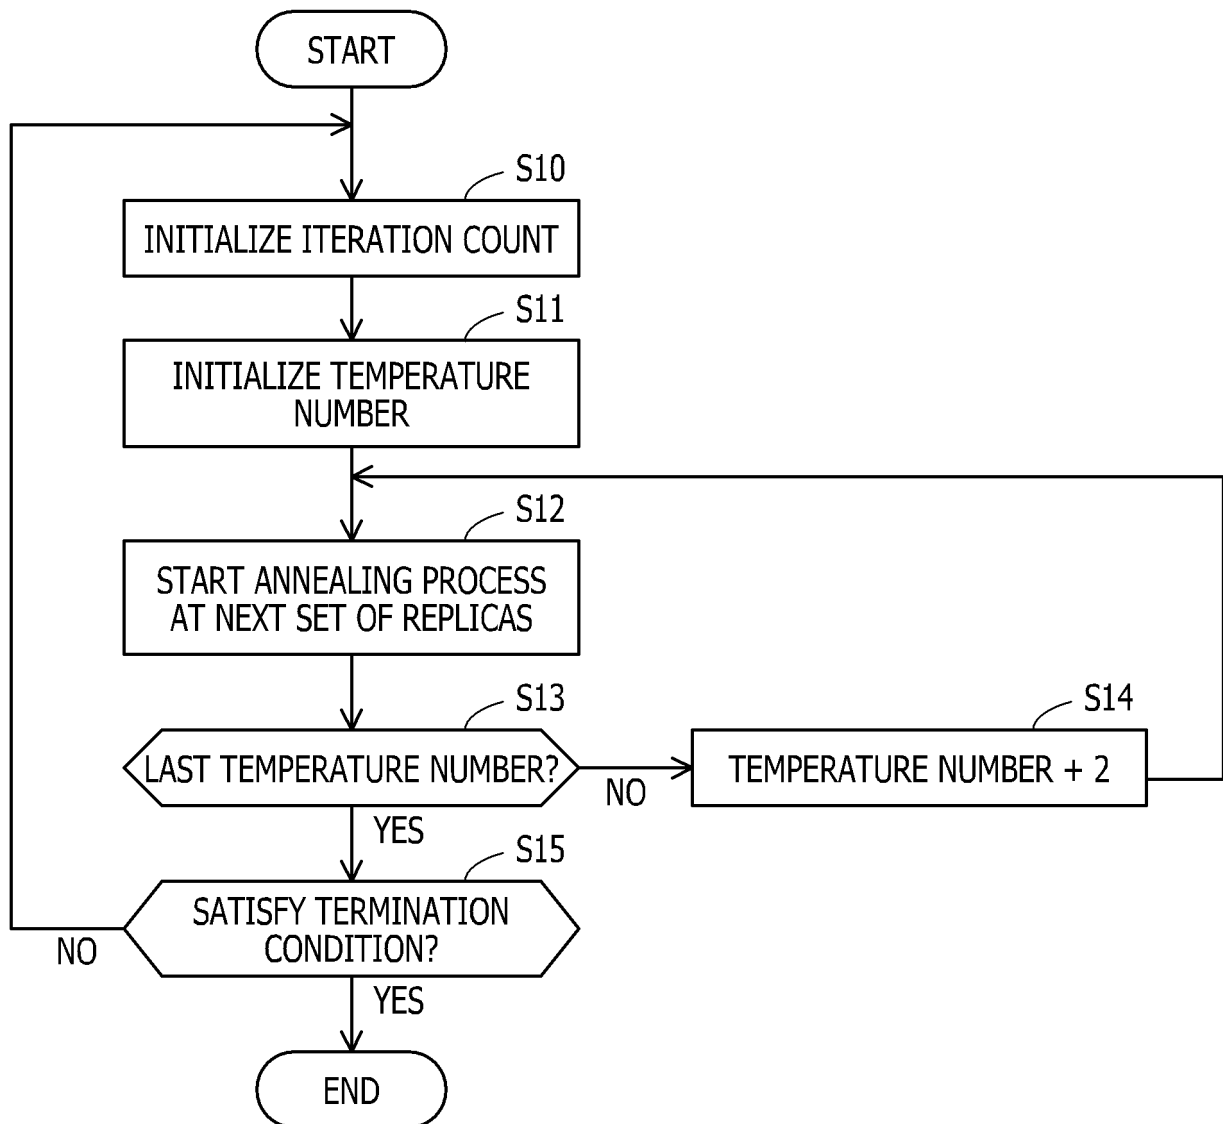 START
S10
INITIALIZE ITERATION COUNT
S11
INITIALIZE TEMPERATURE
NUMBER
S12
START ANNEALING PROCESS
AT NEXT SET OF REPLICAS
S13
LAST TEMPERATURE NUMBER?
NO
S14
TEMPERATURE NUMBER + 2
YES
S15
SATISFY TERMINATION
CONDITION?
NO
YES
END